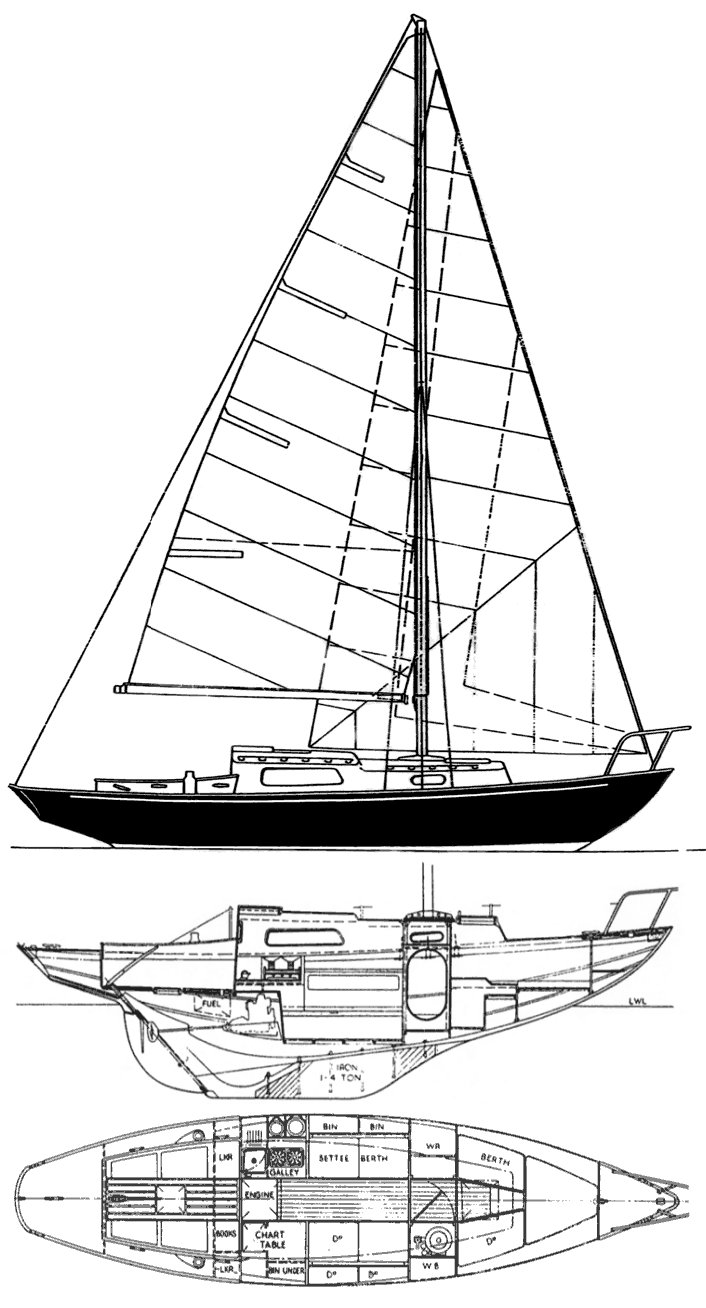 FUEL
LWL
IRON
1-4 TON
BIN BIN
LKR
SETTEE BERTH
WR
BERTH
GALLEY
ENGINE
BOOKS
CHART
TABLE
Do
Do
LKR
BIN UNDER
Do
Do
WB